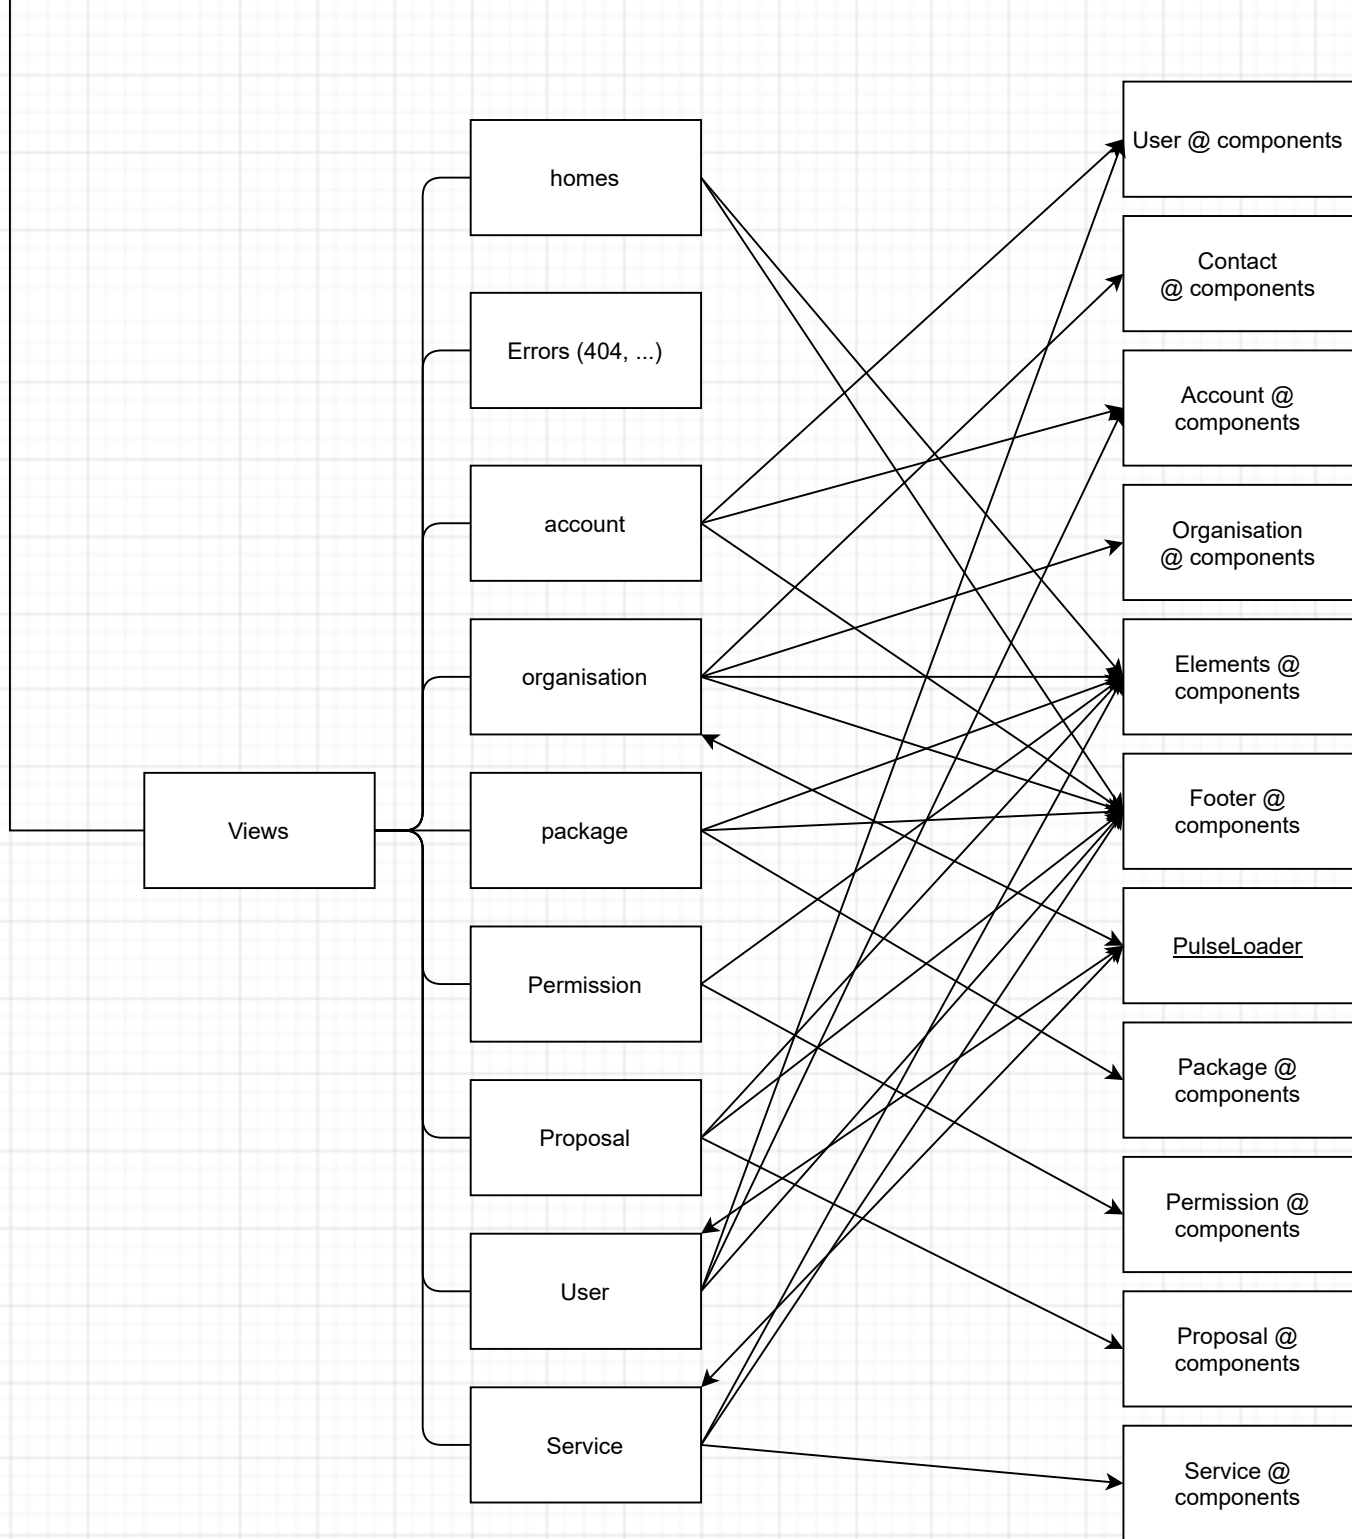 Views
homes
Errors (404, ...)
account
organisation
package
Permission
Proposal
User
Service
User @ components
Contact
@ components
Account @
components
Organisation
@ components
Elements @
components
Footer @
components
PulseLoader
Package @
components
Permission @
components
Proposal @
components
Service @
components